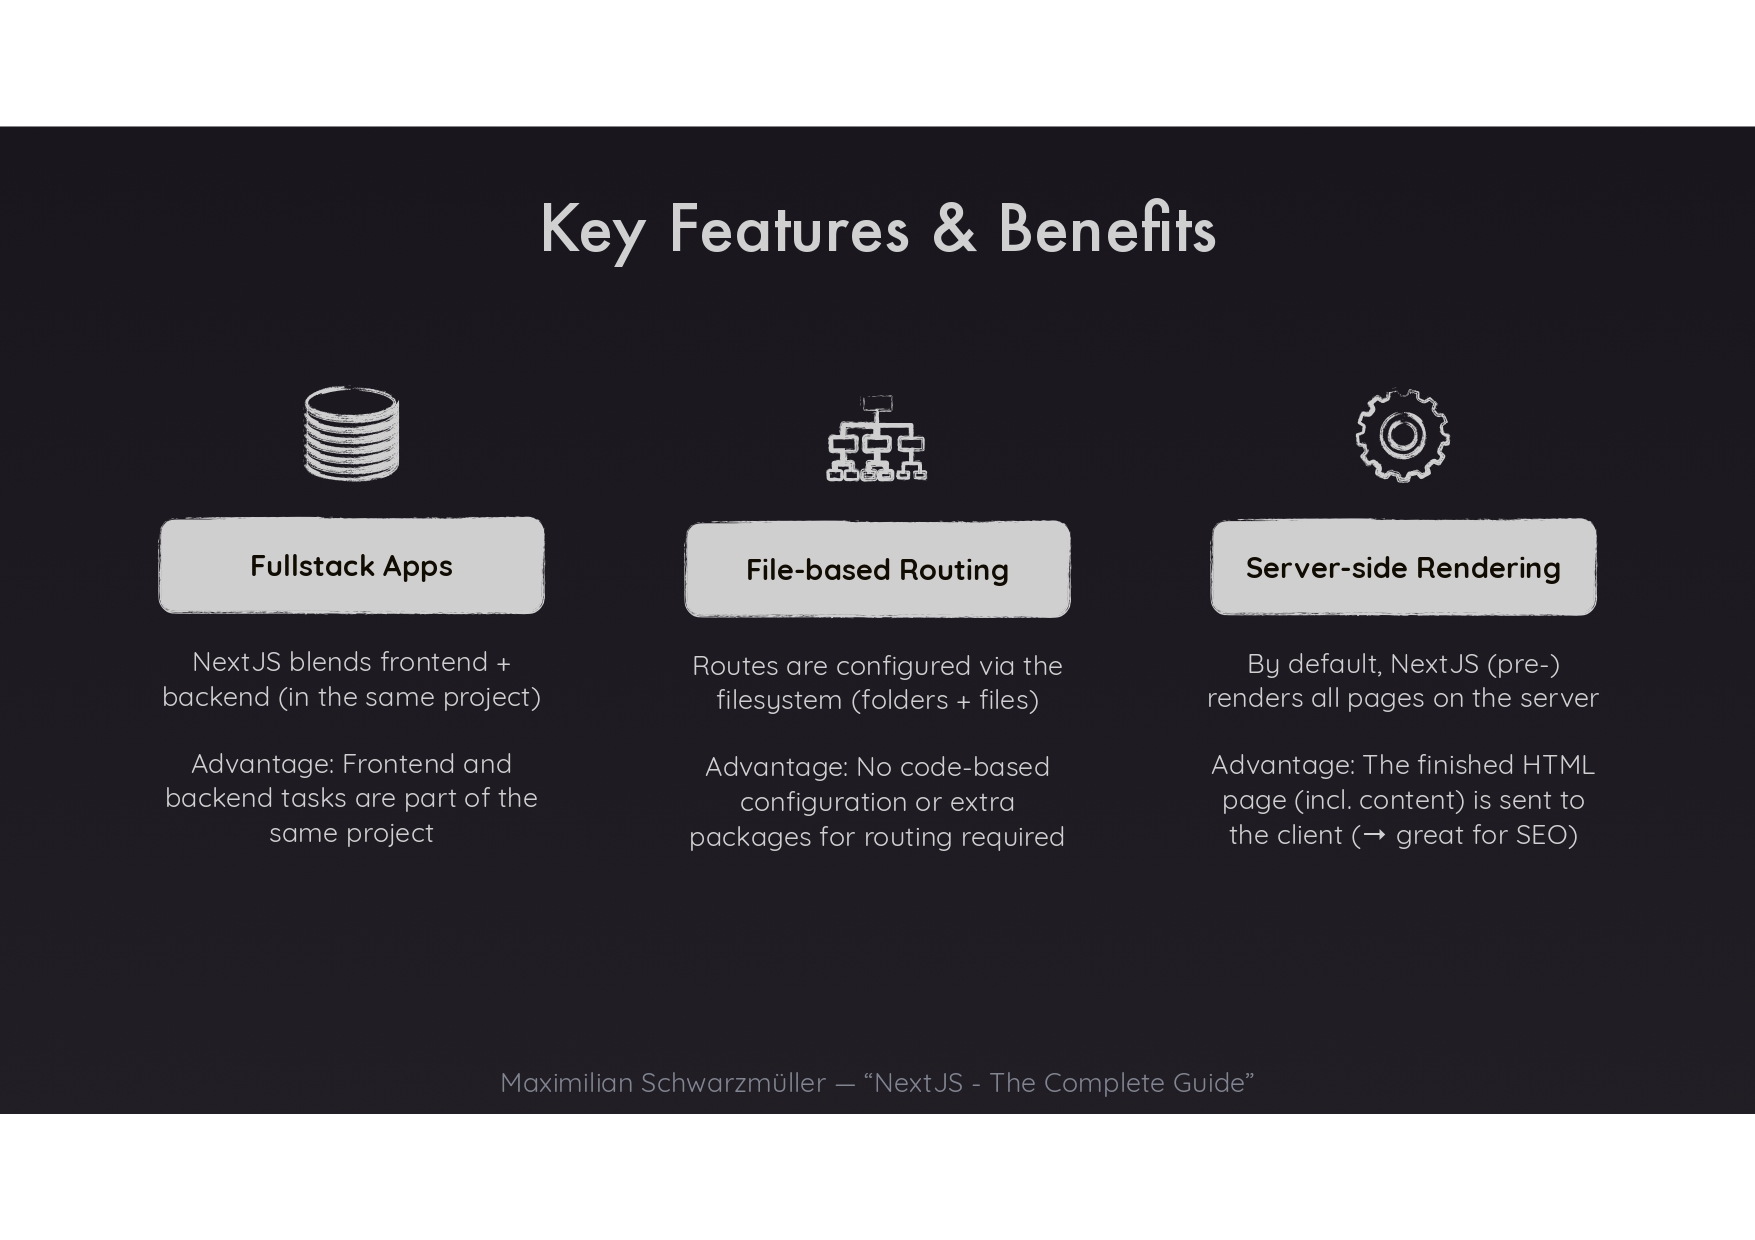 Key Features & Benefits
Fullstack Apps
NextJS blends frontend +
backend (in the same project)
Advantage: Frontend and
backend tasks are part of the
same project
File-based Routing
Routes are configured via the
filesystem (folders + files)
Advantage: No code-based
configuration or extra
packages for routing required
Server-side Rendering
By default, NextJS (pre-)
renders all pages on the server
Advantage: The finished HTML
page (incl. content) is sent to
the client (→ great for SEO)
Maximilian Schwarzmüller — “NextJS - The Complete Guide”